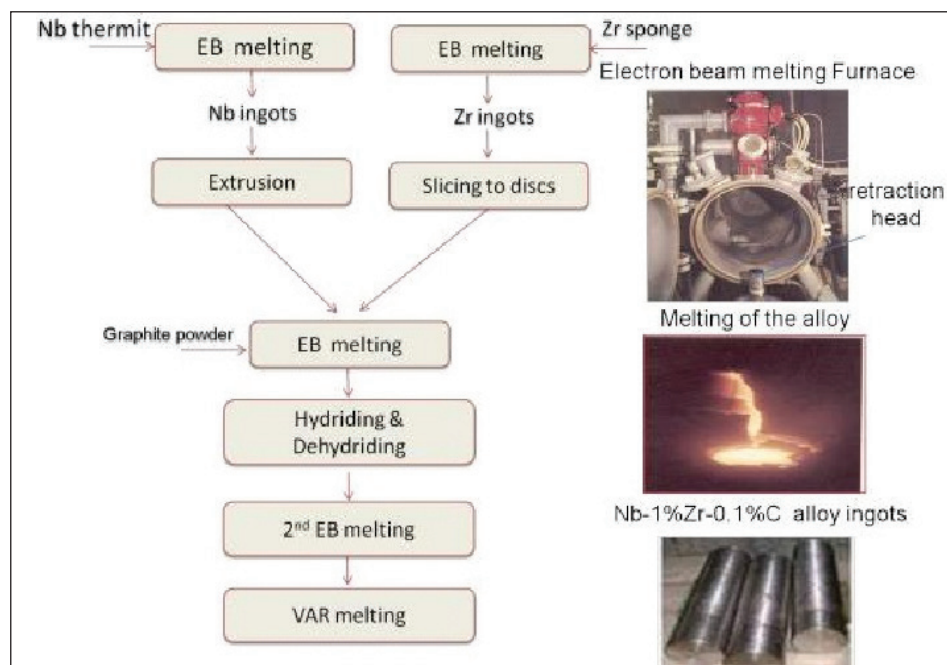 Nb thermit
EB melting
Nb ingots
Extrusion
Zr sponge
EB melting
Zr ingots
Slicing to discs
Graphite powder
EB melting
Hydriding &
Dehydriding
2nd EB melting
VAR melting
Electron beam melting Furnace
retraction
head
Melting of the alloy
Nb-1%Zr-0.1%C alloy ingots